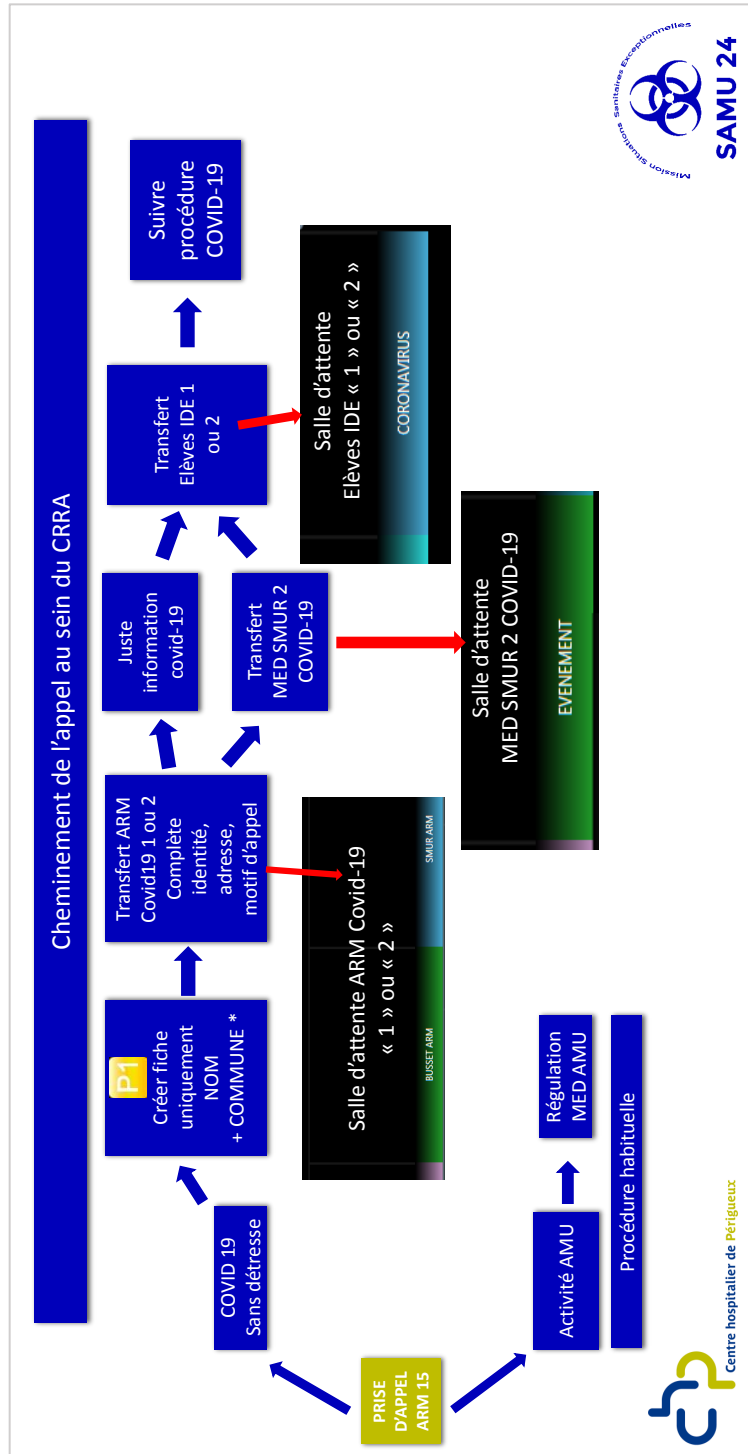 Cheminement de l'appel au sein du CRRA
PRISE
D'APPEL
ARM 15
COVID 19
Sans détresse
P1
Créer fiche
uniquement
NOM
+ COMMUNE *
Transfert ARM
Covid19 1 ou 2
Complète
identité,
adresse,
motif d'appel
Juste
information
covid-19
Transfert
MED SMUR 2
COVID-19
Transfert
Elèves IDE 1
ou 2
Suivre
procédure
COVID-19
Salle d'attente ARM Covid-19
« 1 » ou « 2 »
BUSSET ARM
SMUR ARM
Salle d'attente
Elèves IDE « 1 » ou « 2 »
CORONAVIRUS
Salle d'attente
MED SMUR 2 COVID-19
EVENEMENT
Activité AMU
Régulation
MED AMU
Procédure habituelle
chp
Centre hospitalier de Périgueux
Mission Situations Sanitaires Exceptionnelles
SAMU 24